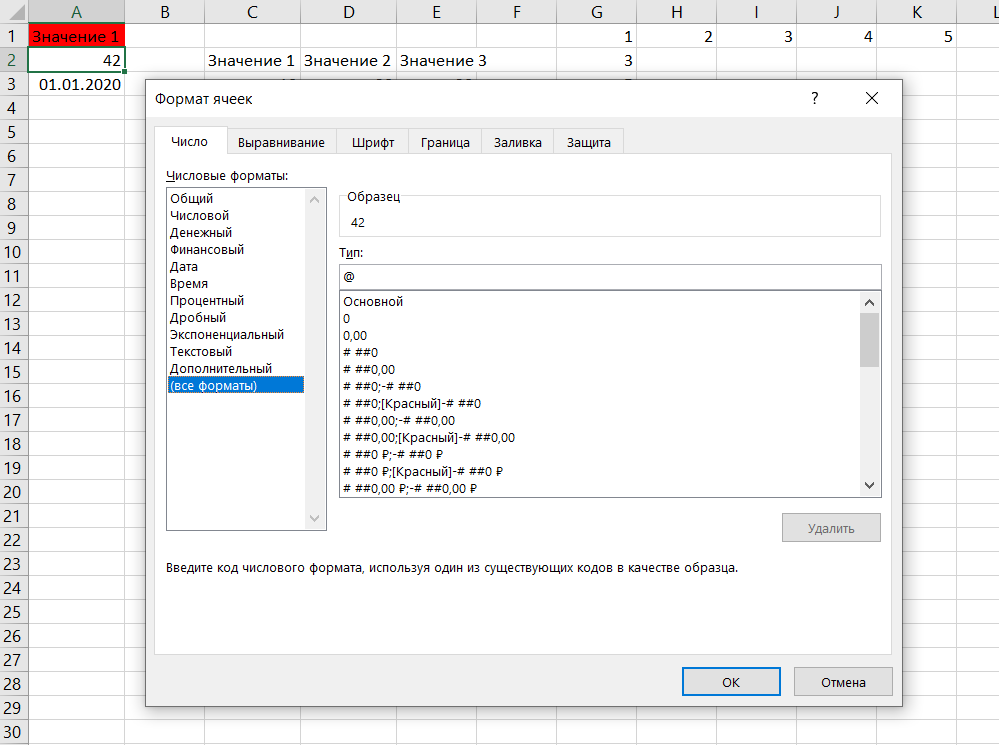 A B C D E F G H I J K L
1 Значение 1 1 2 3 4 5
2 42 Значение 1 Значение 2 Значение 3 3
3 01.01.2020
Формат ячеек ?
4
5
Число Выравнивание Шрифт Граница Заливка Защита
6
Числовые форматы:
7
Общий
Образец
8
Числовой
42
Денежный
9
Финансовый
Тип:
10
Дата
@
11
Время
Процентный
Основной
12
Дробный
0
13
Экспоненциальный
0,00
14
Текстовый
# ##0
15
Дополнительный
# ##0,00
(все форматы)
# ##0;-# ##0
16
# ##0;[Красный]-# ##0
17
# ##0,00;-# ##0,00
# ##0,00;[Красный]-# ##0,00
18
# ##0 ₽;-# ##0 ₽
19
# ##0 ₽;[Красный]-# ##0 ₽
# ##0,00 ₽;-# ##0,00 ₽
20
21
22
Удалить
23
Введите код числового формата, используя один из существующих кодов в качестве образца.
24
25
26
27
28
ОК Отмена
29
30